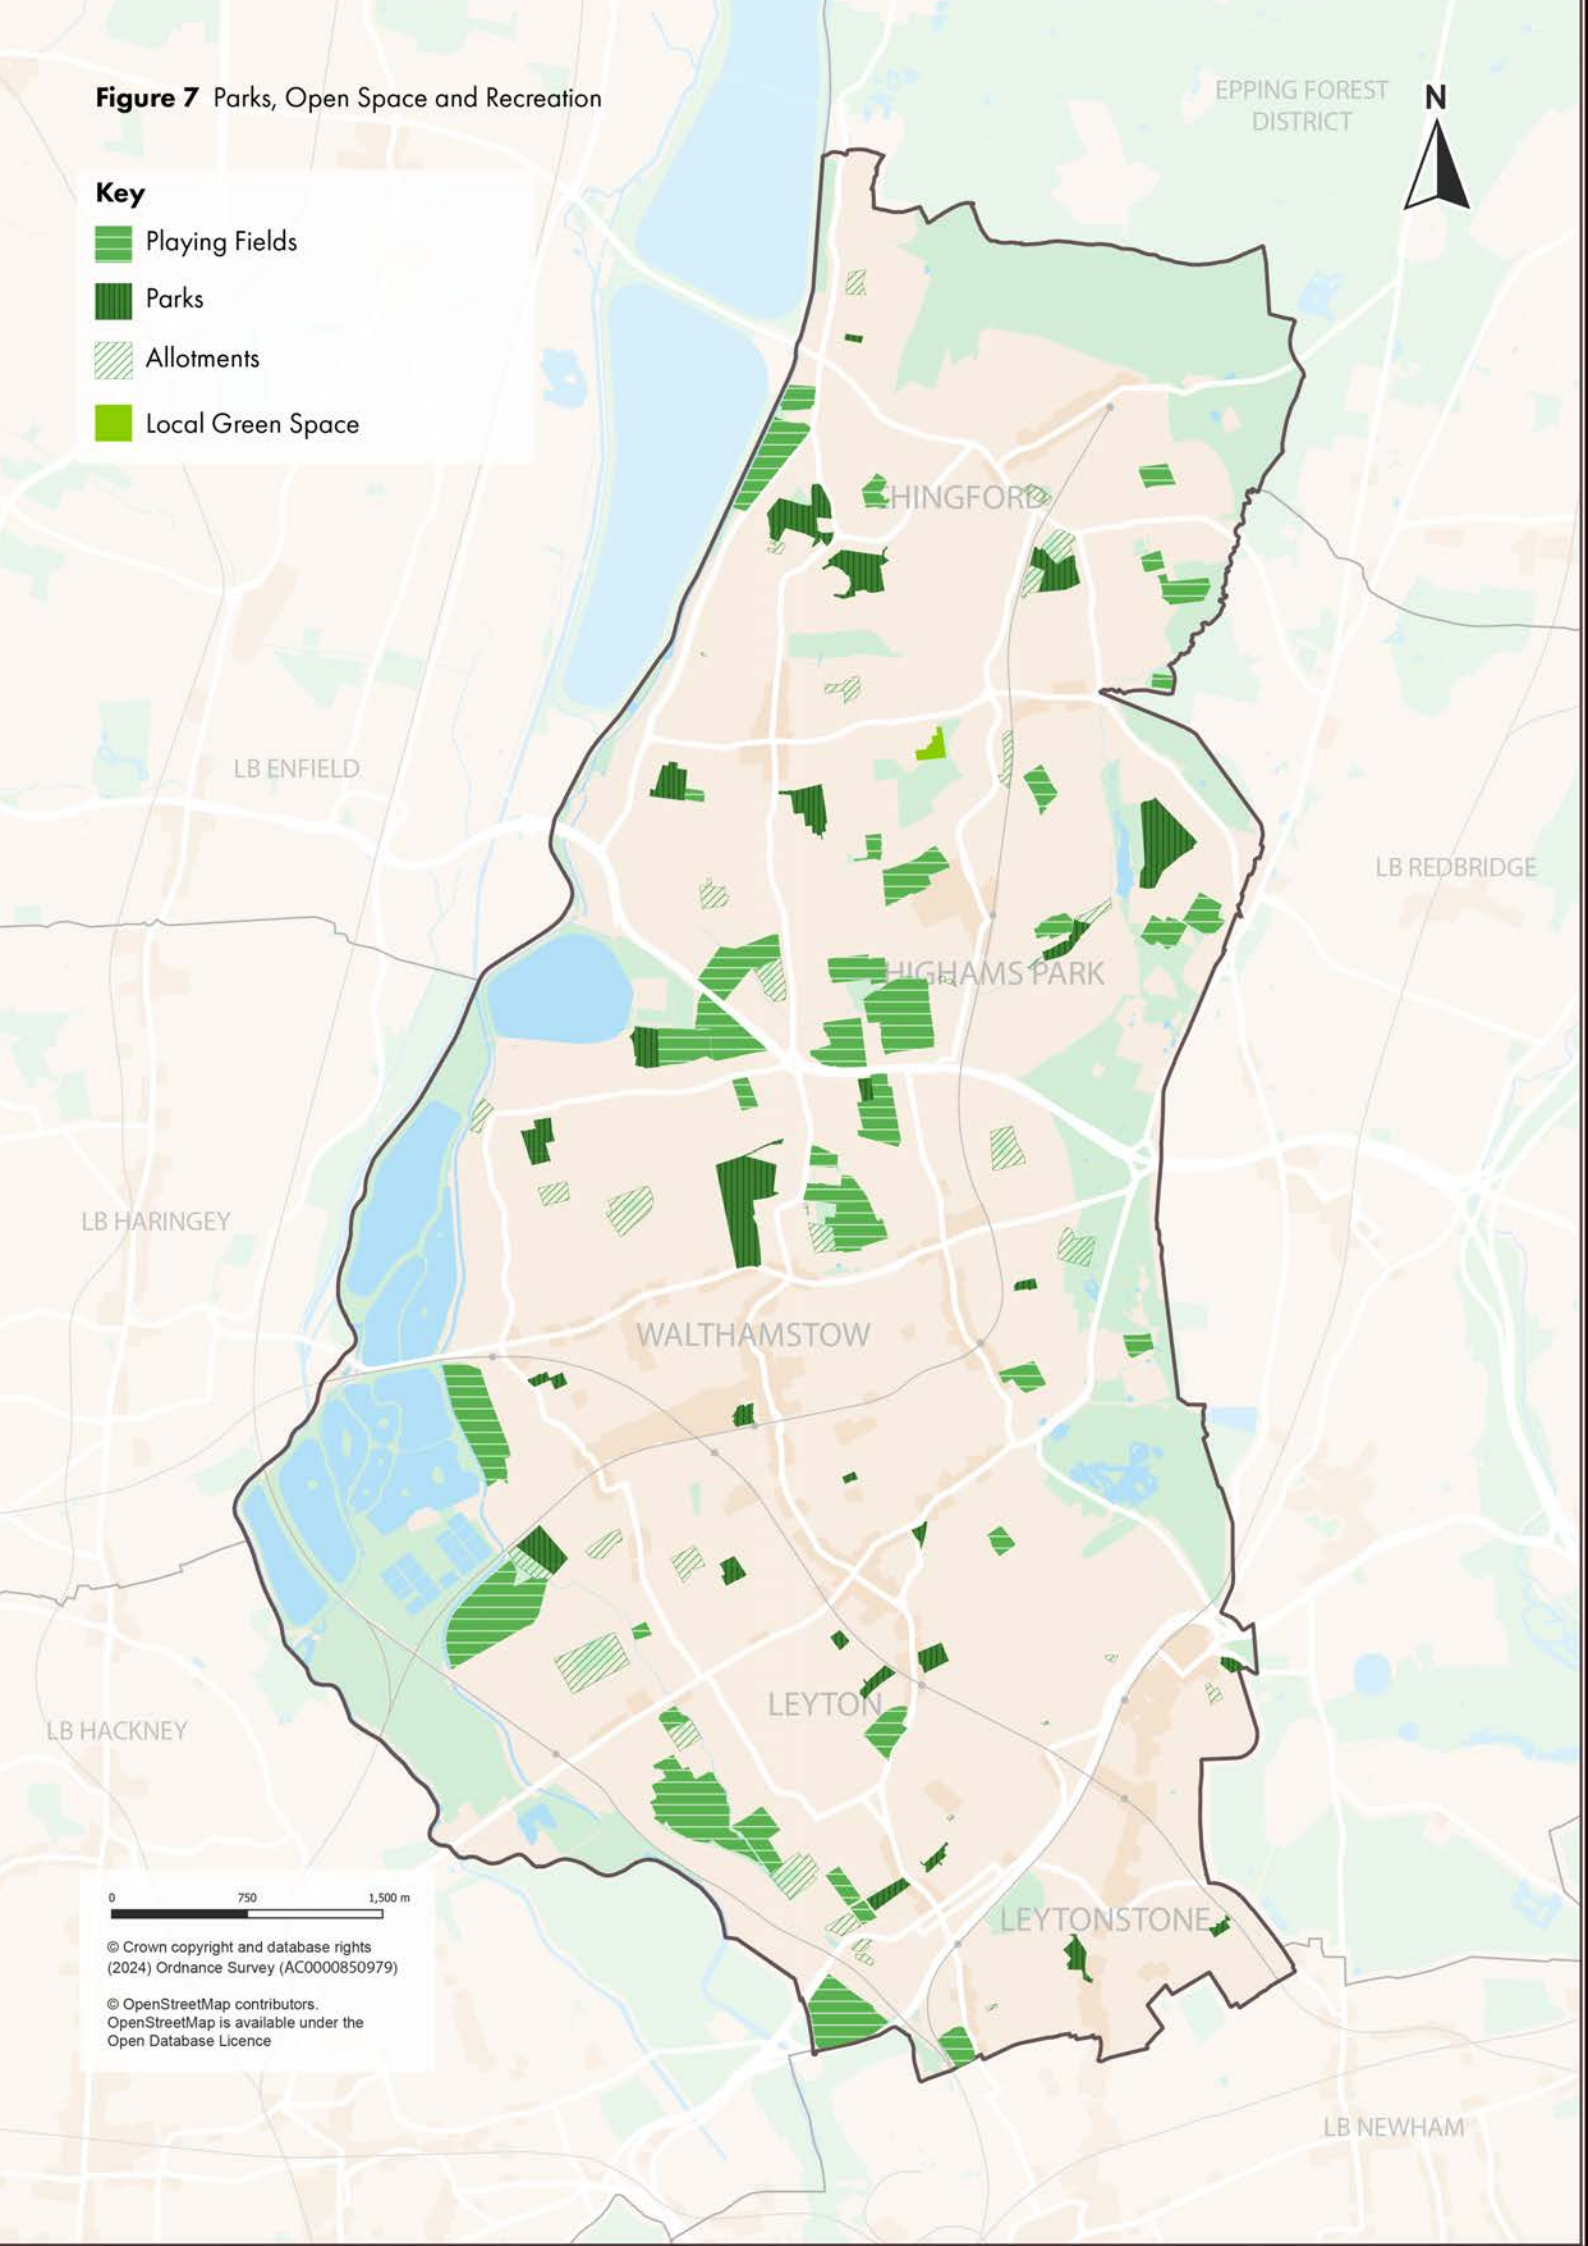 Figure 7 Parks, Open Space and Recreation
EPPING FOREST
DISTRICT
N
Key
Playing Fields
Parks
Allotments
Local Green Space
HINGFORD
LB ENFIELD
LB REDBRIDGE
HIGHAMS PARK
LB HARINGEY
WALTHAMSTOW
LEYTON
LB HACKNEY
LEYTONSTONE
0 750 1,500 m
© Crown copyright and database rights
(2024) Ordnance Survey (AC0000850979)
© OpenStreetMap contributors.
OpenStreetMap is available under the
Open Database Licence
LB NEWHAM